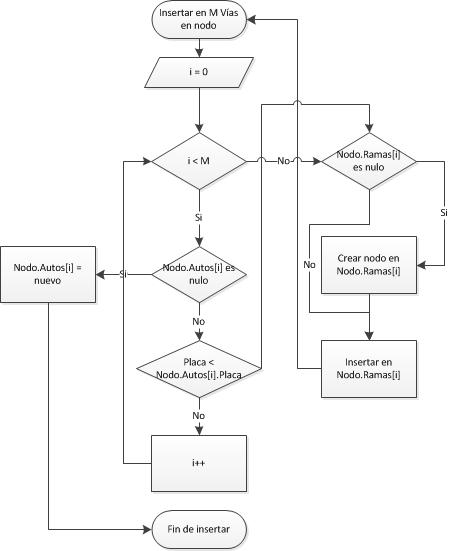 Insertar en M Vías
en nodo
i = 0
i < M
No
Nodo.Ramas[i]
es nulo
Si
Si
Nodo.Autos[i] =
nuevo
Si
Nodo.Autos[i] es
nulo
No
Crear nodo en
Nodo.Ramas[i]
No
Placa <
Nodo.Autos[i].Placa
Insertar en
Nodo.Ramas[i]
No
i++
Fin de insertar